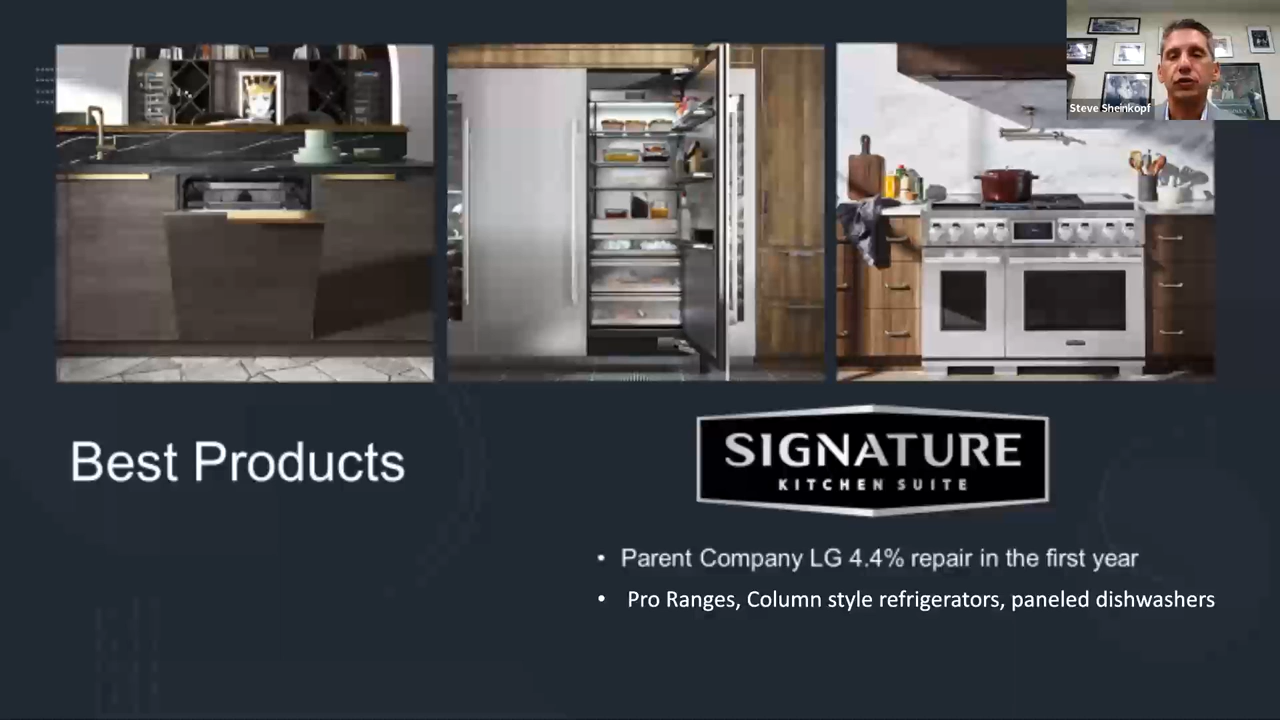 Steve Sheinkopf
Best Products
SIGNATURE
KITCHEN SUITE
• Parent Company LG 4.4% repair in the first year
• Pro Ranges, Column style refrigerators, paneled dishwashers